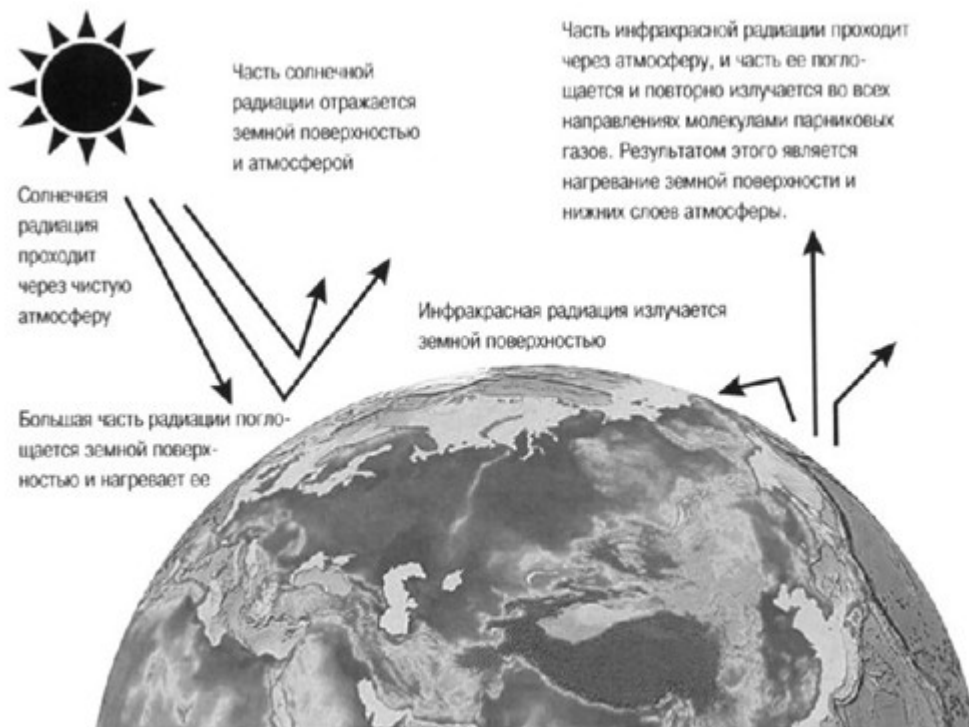 Часть солнечной
радиации отражается
земной поверхностью
и атмосферой
Часть инфракрасной радиации проходит
через атмосферу, и часть ее погло-
щается и повторно излучается во всех
направлениях молекулами парниковых
газов. Результатом этого является
нагревание земной поверхности и
нижних слоев атмосферы.
Солнечная
радиация
проходит
через чистую
атмосферу
Инфракрасная радиация излучается
земной поверхностью
Большая часть радиации погло-
щается земной поверх-
ностью и нагревает ее